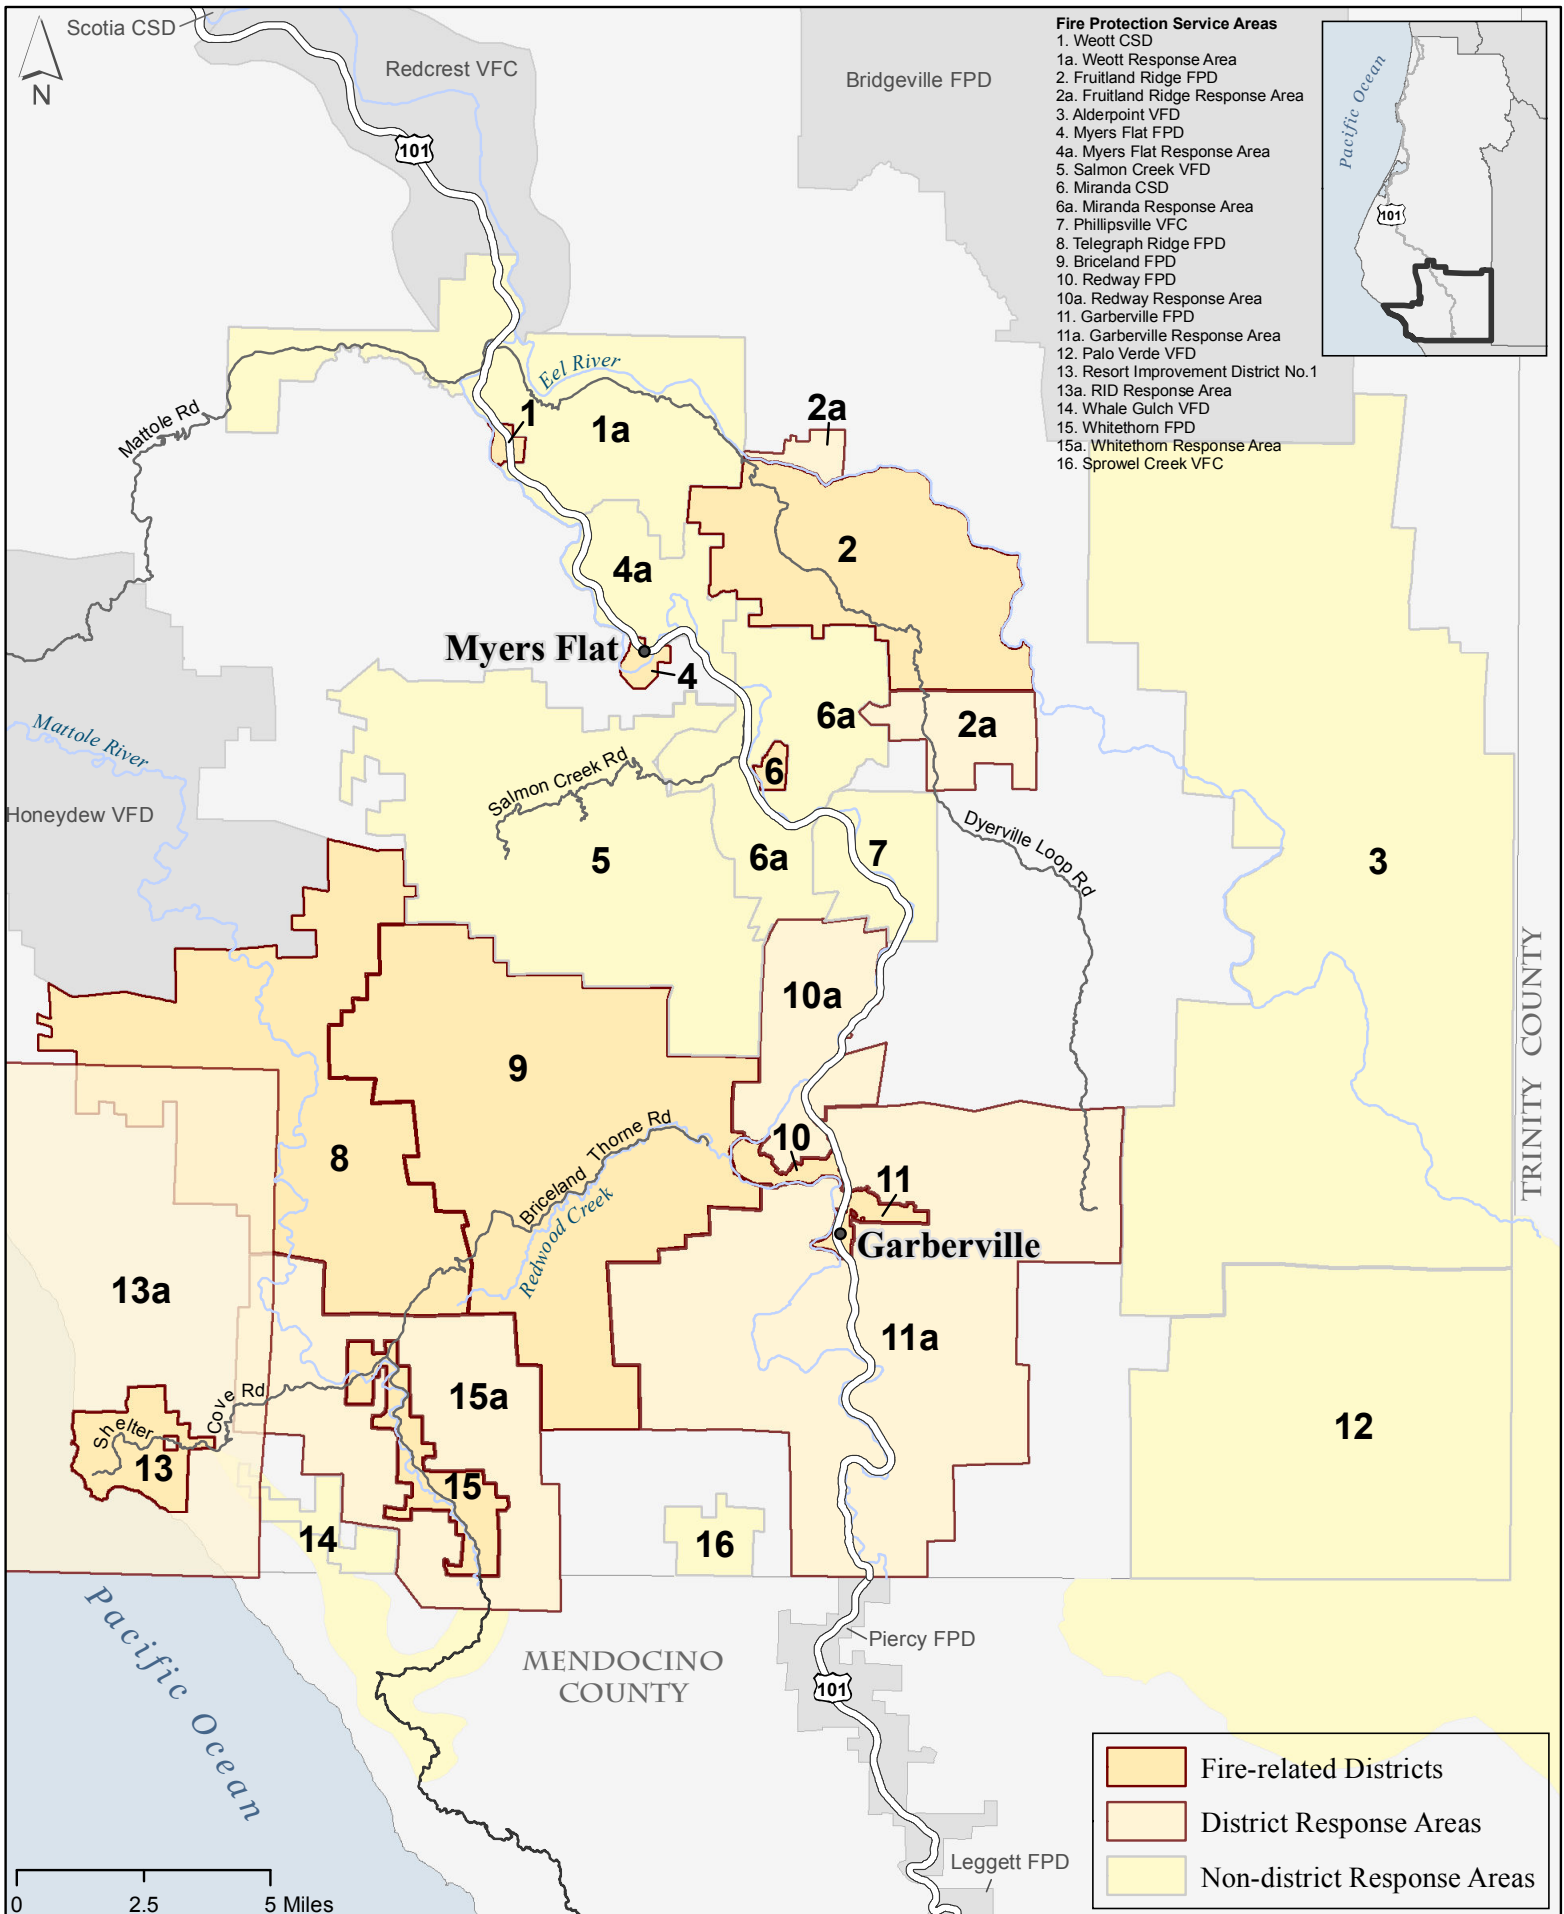 Scotia CSD
Redcrest VFC
Bridgeville FPD
N
101
Fire Protection Service Areas
1. Weott CSD
1a. Weott Response Area
2. Fruitland Ridge FPD
2a. Fruitland Ridge Response Area
3. Alderpoint VFD
4. Myers Flat FPD
4a. Myers Flat Response Area
5. Salmon Creek VFD
6. Miranda CSD
6a. Miranda Response Area
7. Phillipsville VFC
8. Telegraph Ridge FPD
9. Briceland FPD
10. Redway FPD
10a. Redway Response Area
11. Garberville FPD
11a. Garberville Response Area
12. Palo Verde VFD
13. Resort Improvement District No.1
13a. RID Response Area
14. Whale Gulch VFD
15. Whitethorn FPD
15a. Whitethorn Response Area
16. Sprowel Creek VFC
Pacific Ocean
101
Eel River
Mattole Rd
1
1a
2a
2
4a
Myers Flat
4
6a
2a
Mattole River
Salmon Creek Rd
6
Honeydew VFD
Dyerville Loop Rd
5
6a
7
3
10a
TRINITY COUNTY
9
8
Briceland Thorne Rd
10
11
Redwood Creek
Garberville
13a
11a
15a
Shelter Cove Rd
12
13
15
14
16
Pacific Ocean
MENDOCINO
COUNTY
Piercy FPD
101
Leggett FPD
Fire-related Districts
District Response Areas
Non-district Response Areas
0 2.5 5 Miles